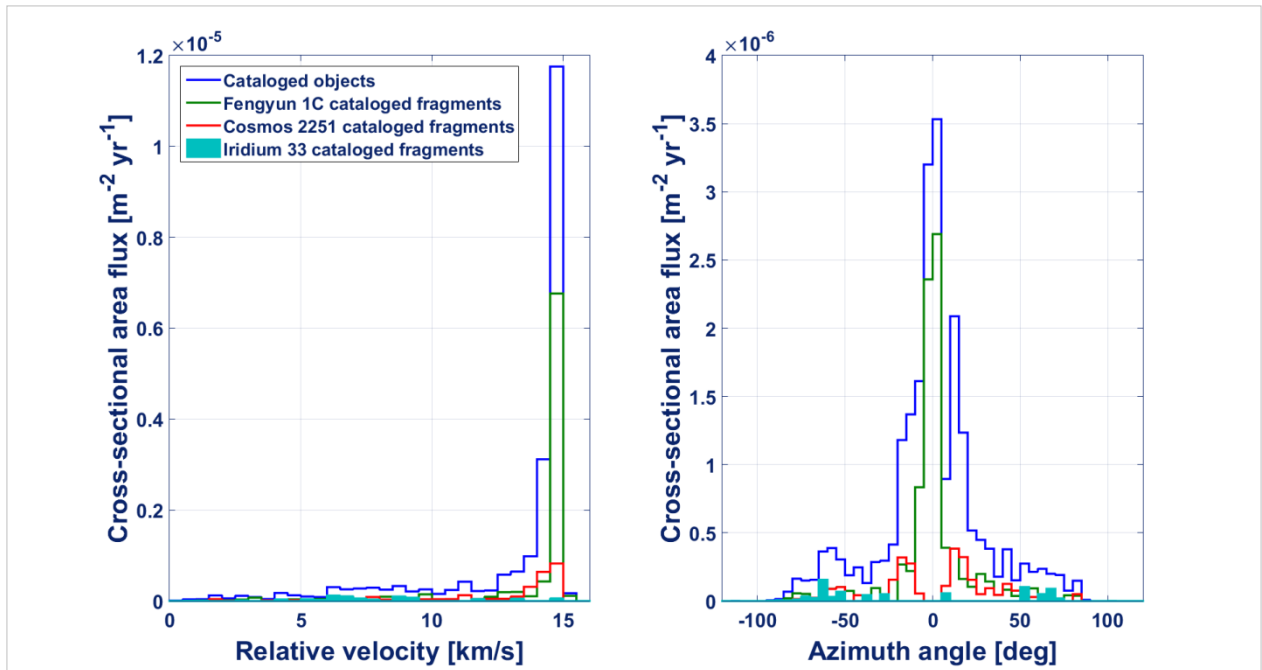 ×10⁻⁵
1.2
1
0.8
0.6
0.4
0.2
0
Cross-sectional area flux [m⁻² yr⁻¹]
Cataloged objects
Fengyun 1C cataloged fragments
Cosmos 2251 cataloged fragments
Iridium 33 cataloged fragments
0 5 10 15
Relative velocity [km/s]
×10⁻⁶
4
3.5
3
2.5
2
1.5
1
0.5
0
Cross-sectional area flux [m⁻² yr⁻¹]
-100 -50 0 50 100
Azimuth angle [deg]